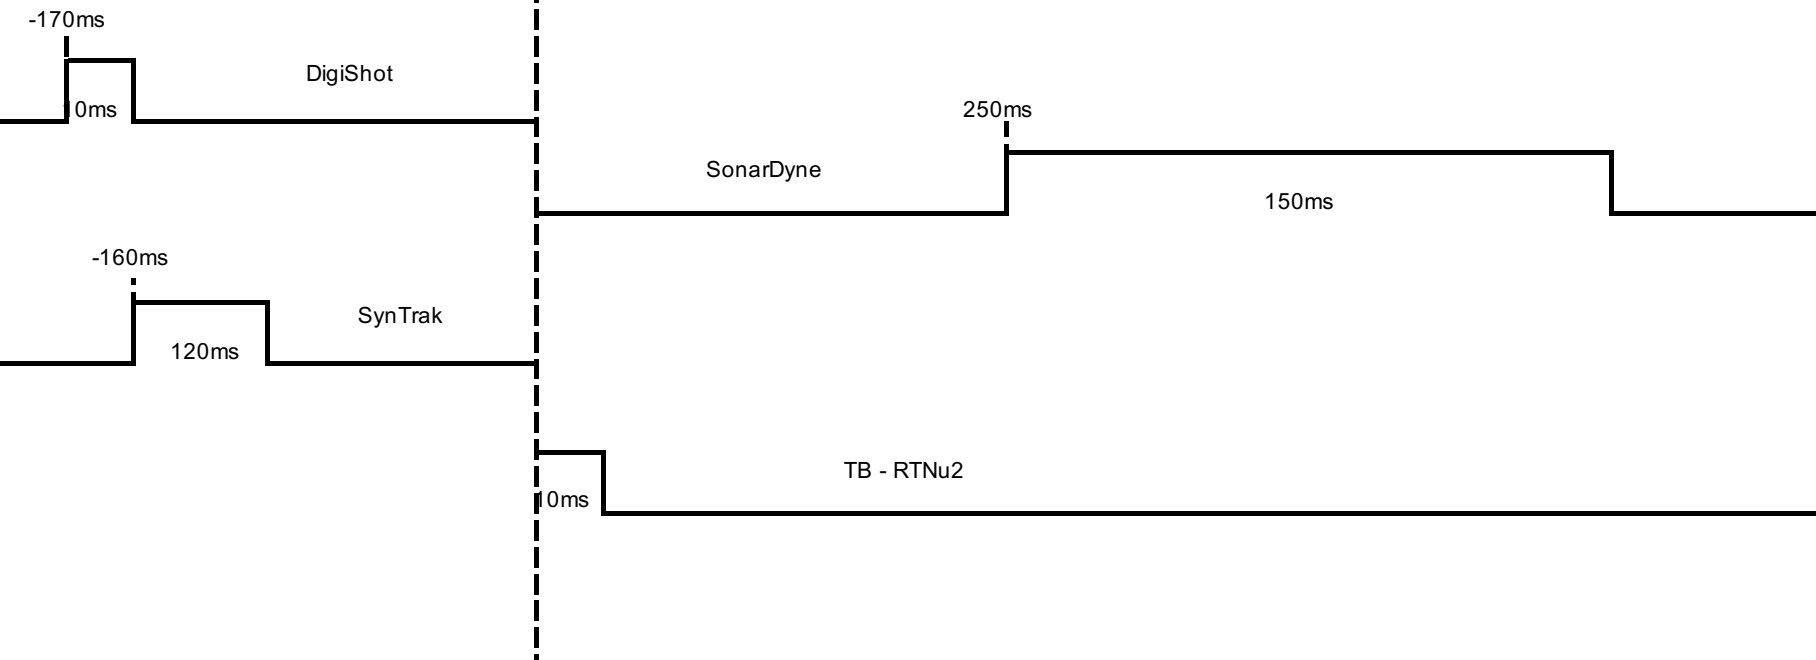 -170ms
DigiShot
10ms
250ms
SonarDyne
150ms
-160ms
SynTrak
120ms
TB - RTNu2
10ms